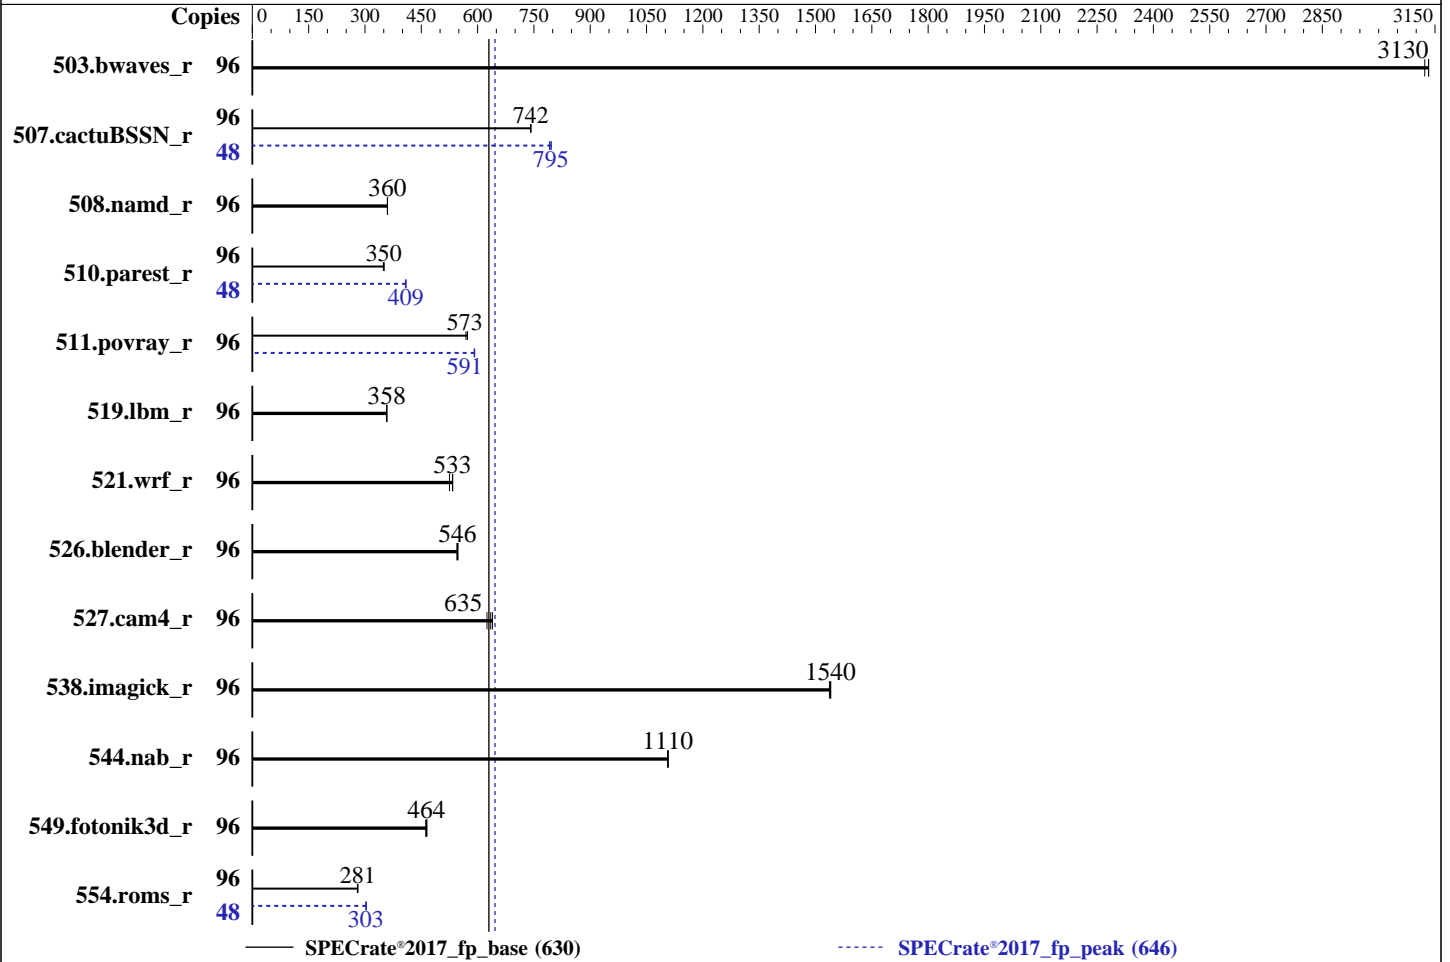 Copies 0 150 300 450 600 750 900 1050 1200 1350 1500 1650 1800 1950 2100 2250 2400 2550 2700 2850 3150
503.bwaves_r 96 3130
507.cactuBSSN_r 96 742
48 795
508.namd_r 96 360
510.parest_r 96 350
48 409
511.povray_r 96 573
591
519.lbm_r 96 358
521.wrf_r 96 533
526.blender_r 96 546
527.cam4_r 96 635
538.imagick_r 96 1540
544.nab_r 96 1110
549.fotonik3d_r 96 464
554.roms_r 96 281
48 303
SPECrate®2017_fp_base (630) SPECrate®2017_fp_peak (646)